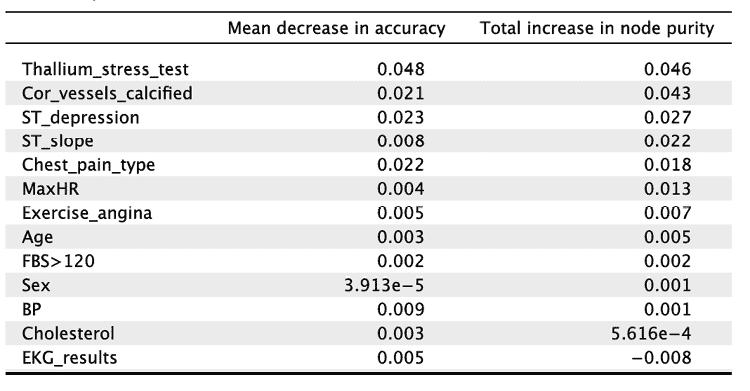 Mean decrease in accuracy Total increase in node purity
Thallium_stress_test 0.048 0.046
Cor_vessels_calcified 0.021 0.043
ST_depression 0.023 0.027
ST_slope 0.008 0.022
Chest_pain_type 0.022 0.018
MaxHR 0.004 0.013
Exercise_angina 0.005 0.007
Age 0.003 0.005
FBS>120 0.002 0.002
Sex 3.913e−5 0.001
BP 0.009 0.001
Cholesterol 0.003 5.616e−4
EKG_results 0.005 −0.008